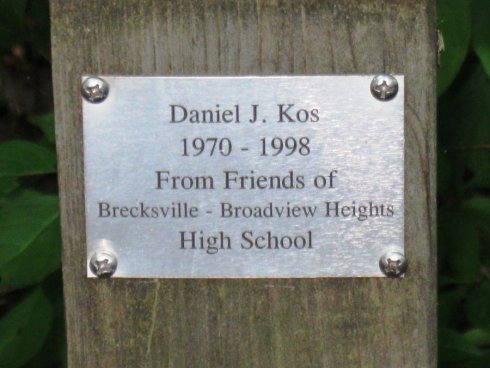 Daniel J. Kos
1970 - 1998
From Friends of
Brecksville - Broadview Heights
High School